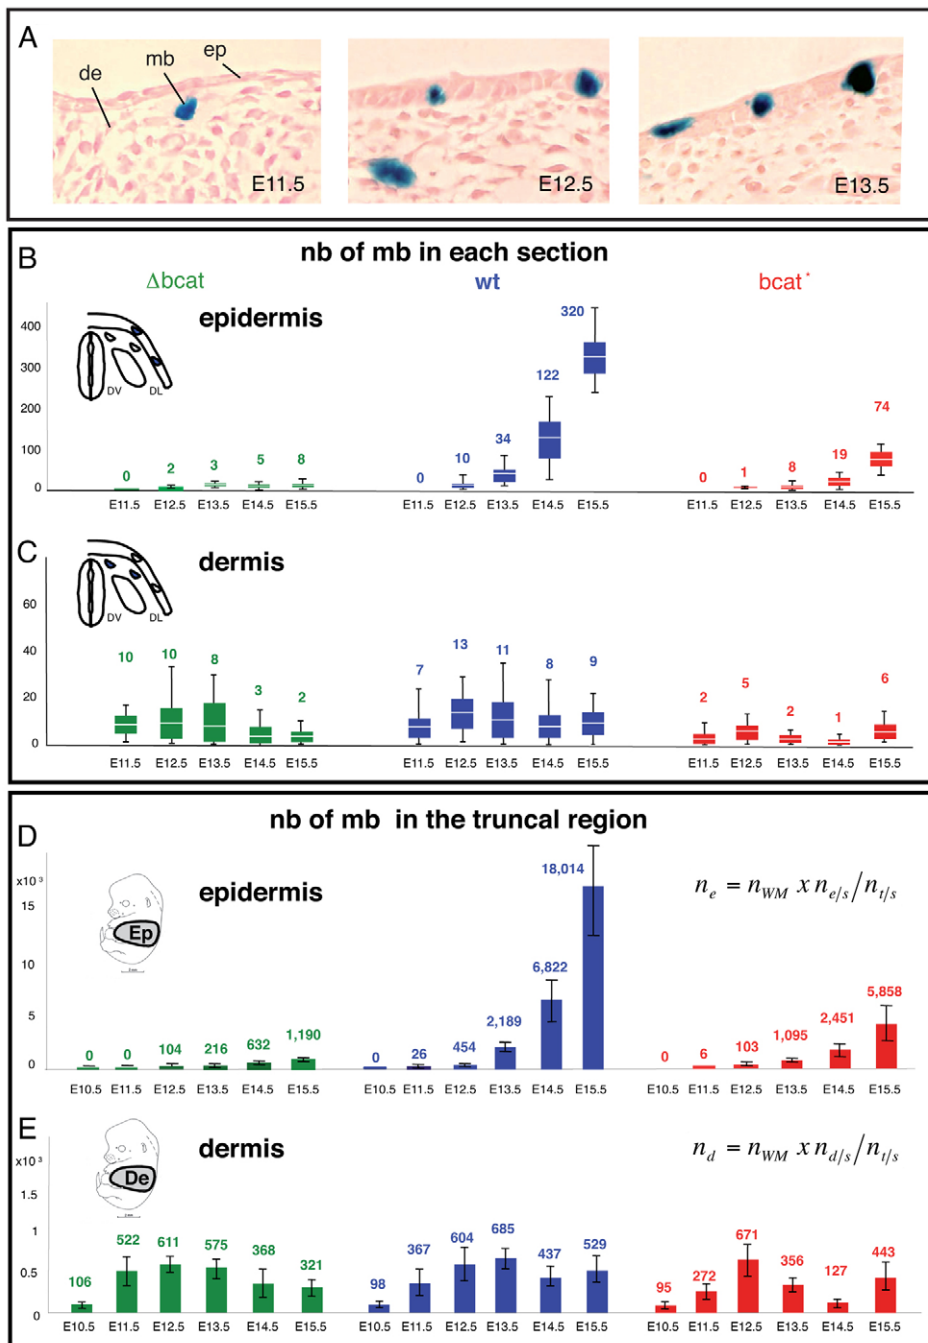 A
de
mb
ep
E11.5
E12.5
E13.5
B
nb of mb in each section
Δbcat wt bcat*
epidermis
400
300
200
100
0
DV DL
0 2 3 5 8
0 10 34 122 320
0 1 8 19 74
E11.5 E12.5 E13.5 E14.5 E15.5 E11.5 E12.5 E13.5 E14.5 E15.5 E11.5 E12.5 E13.5 E14.5 E15.5
C
dermis
60
40
20
0
DV DL
10 10 8 3 2
7 13 11 8 9
2 5 2 1 6
E11.5 E12.5 E13.5 E14.5 E15.5 E11.5 E12.5 E13.5 E14.5 E15.5 E11.5 E12.5 E13.5 E14.5 E15.5
D
nb of mb in the truncal region
epidermis
x10³
15
10
5
0
Ep
n_e = n_WM x n_e/s / n_t/s
0 0 104 216 632 1,190
0 26 454 2,189 6,822 18,014
0 6 103 1,095 2,451 5,858
E10.5 E11.5 E12.5 E13.5 E14.5 E15.5 E10.5 E11.5 E12.5 E13.5 E14.5 E15.5 E10.5 E11.5 E12.5 E13.5 E14.5 E15.5
E
dermis
x10³
1.5
1
0.5
0
De
n_d = n_WM x n_d/s / n_t/s
106 522 611 575 368 321
98 367 604 685 437 529
95 272 671 356 127 443
E10.5 E11.5 E12.5 E13.5 E14.5 E15.5 E10.5 E11.5 E12.5 E13.5 E14.5 E15.5 E10.5 E11.5 E12.5 E13.5 E14.5 E15.5